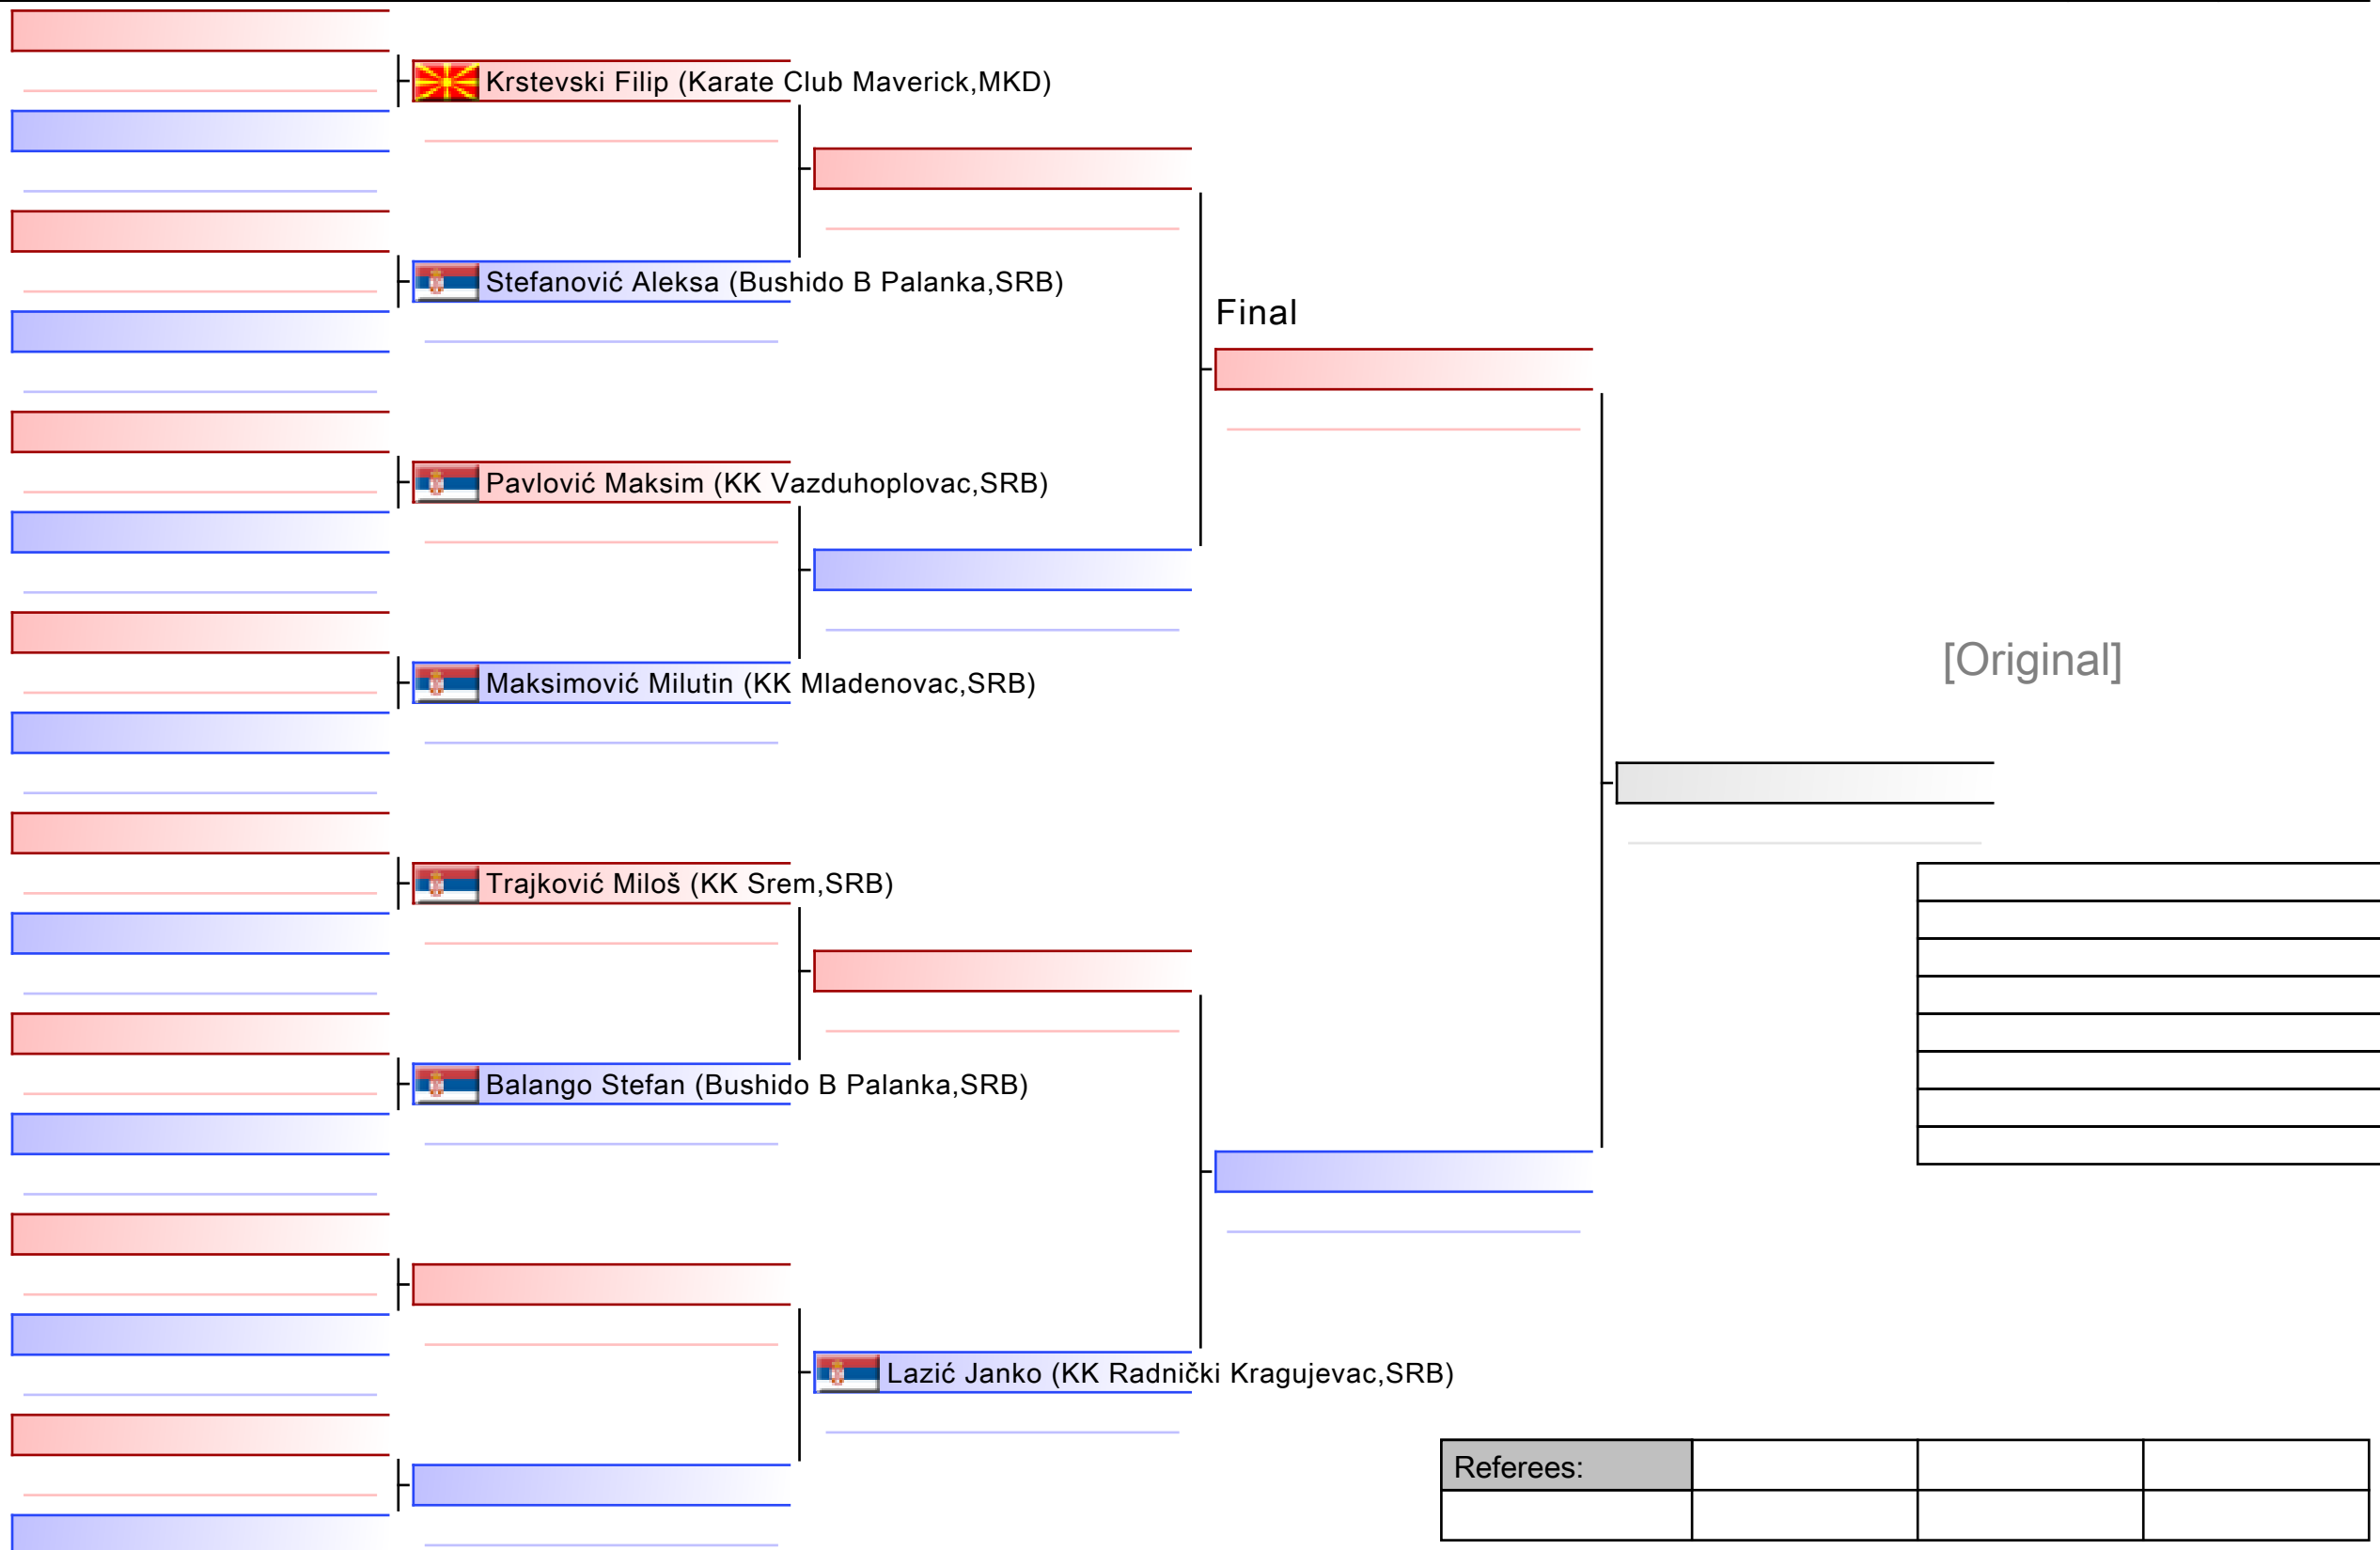 Krstevski Filip (Karate Club Maverick,MKD)
Stefanović Aleksa (Bushido B Palanka,SRB)
Final
Pavlović Maksim (KK Vazduhoplovac,SRB)
[Original]
Maksimović Milutin (KK Mladenovac,SRB)
Trajković Miloš (KK Srem,SRB)
Balango Stefan (Bushido B Palanka,SRB)
Lazić Janko (KK Radnički Kragujevac,SRB)
Referees: